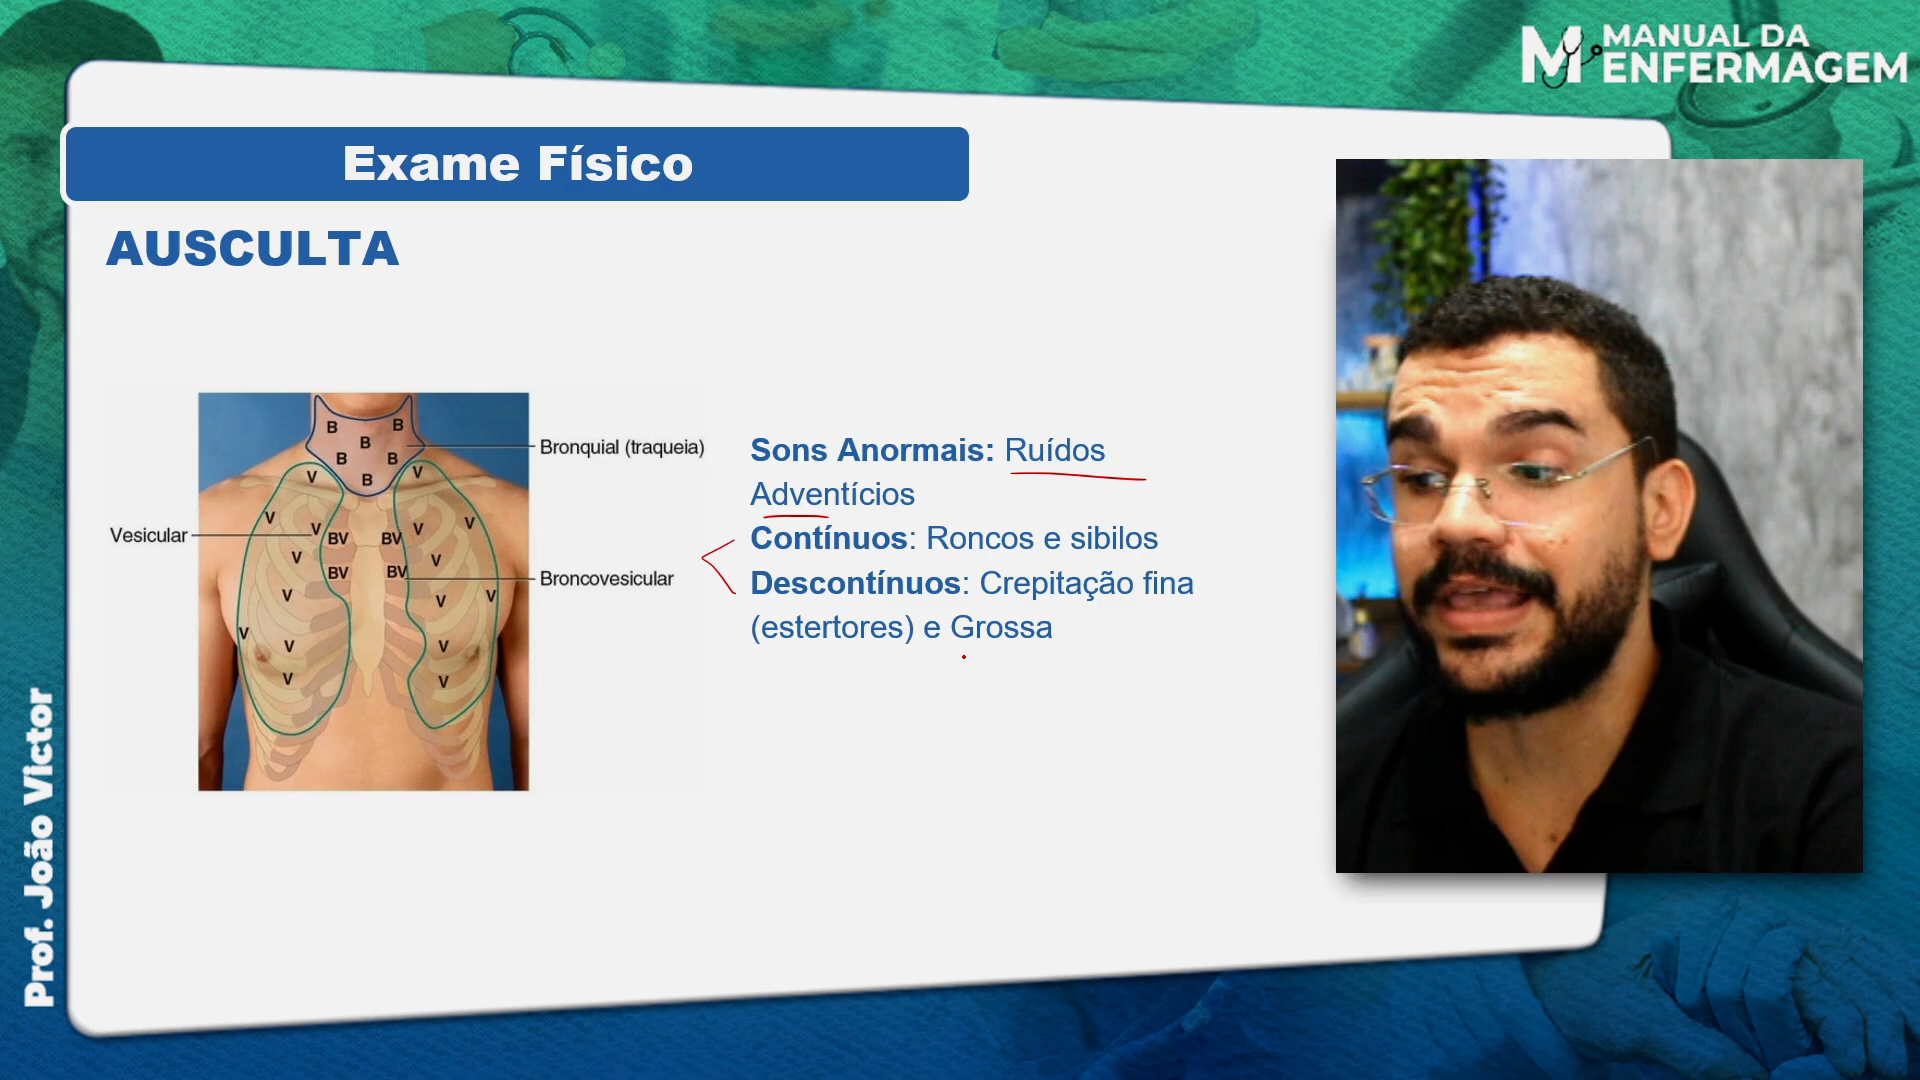 MANUAL DA
ENFERMAGEM
Exame Físico
AUSCULTA
B B
B
B B
B
V V
V V
V BV BV V
V V
BV BV
V V V
V
V V
V V
Bronquial (traqueia)
Vesicular
Broncovesicular
Sons Anormais: Ruídos
Adventícios
Contínuos: Roncos e sibilos
Descontínuos: Crepitação fina
(estertores) e Grossa
Prof. João Victor